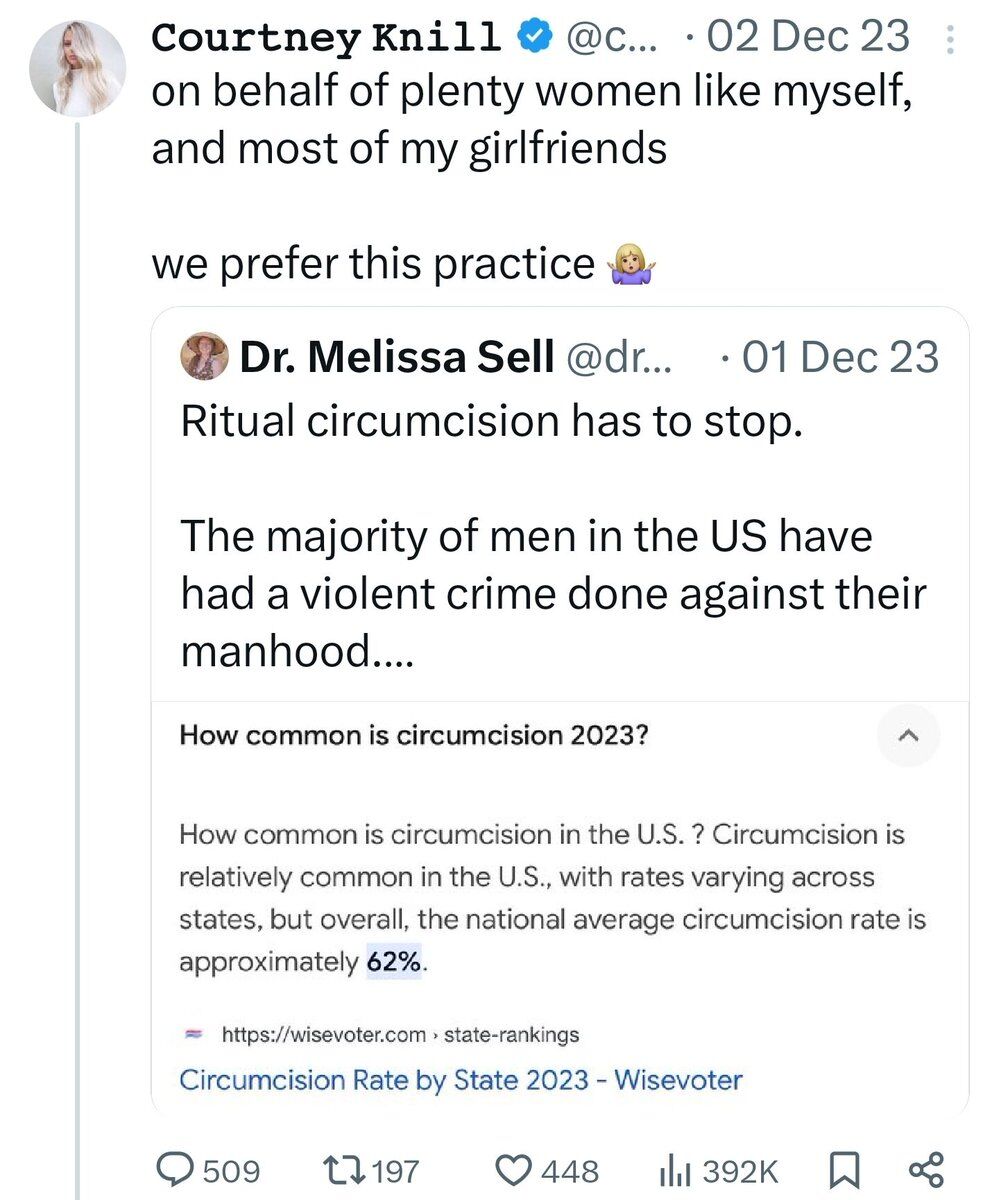 Courtney Knill @c... · 02 Dec 23
on behalf of plenty women like myself,
and most of my girlfriends
we prefer this practice 🤷🏼‍♀️
Dr. Melissa Sell @dr... · 01 Dec 23
Ritual circumcision has to stop.
The majority of men in the US have
had a violent crime done against their
manhood....
How common is circumcision 2023?
How common is circumcision in the U.S. ? Circumcision is
relatively common in the U.S., with rates varying across
states, but overall, the national average circumcision rate is
approximately 62%.
https://wisevoter.com › state-rankings
Circumcision Rate by State 2023 - Wisevoter
509 197 448 392K